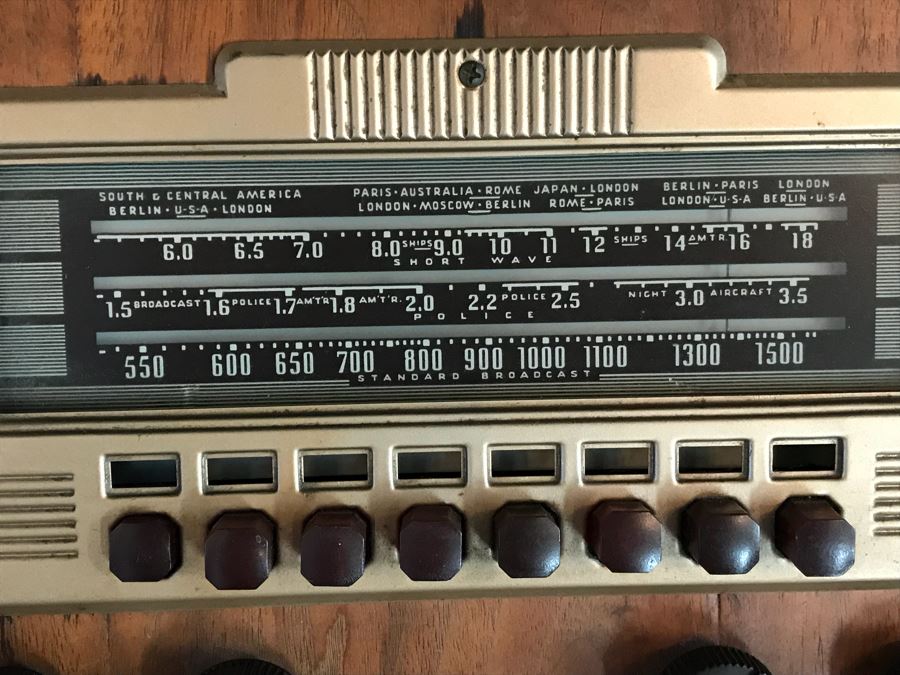 SOUTH & CENTRAL AMERICA PARIS·AUSTRALIA·ROME JAPAN·LONDON BERLIN·PARIS LONDON
BERLIN·U·S·A·LONDON LONDON·MOSCOW·BERLIN ROME·PARIS LONDON·U·S·A BERLIN·U·S·A
6.0 6.5 7.0 8.0 SHIPS 9.0 10 11 12 SHIPS 14 AMTR. 16 18
SHORT WAVE
1.5 BROADCAST 1.6 POLICE 1.7 AM'T'R 1.8 AM'T'R. 2.0 2.2 POLICE 2.5 NIGHT 3.0 AIRCRAFT 3.5
POLICE
550 600 650 700 800 900 1000 1100 1300 1500
STANDARD BROADCAST